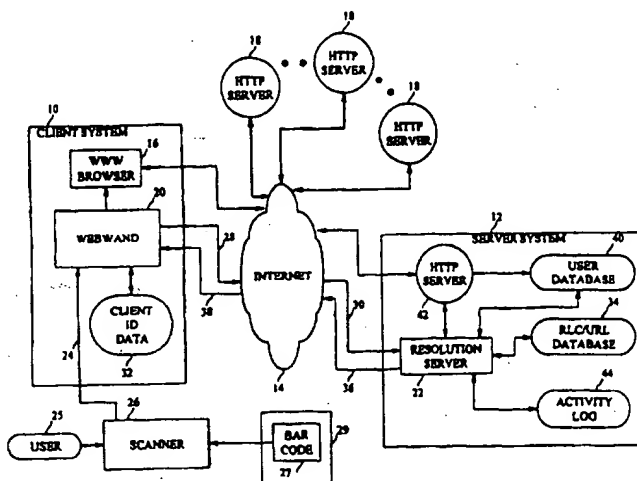 18
HTTP
SERVER
18
HTTP
SERVER
18
HTTP
SERVER
10
CLIENT SYSTEM
16
WWW
BROWSER
20
WEBWAND
28
38
CLIENT
ID
DATA
32
24
INTERNET
14
30
36
12
SERVER SYSTEM
HTTP
SERVER
42
40
USER
DATABASE
34
RLC/URL
DATABASE
RESOLUTION
SERVER
22
44
ACTIVITY
LOG
25
USER
26
SCANNER
BAR
CODE
27
29